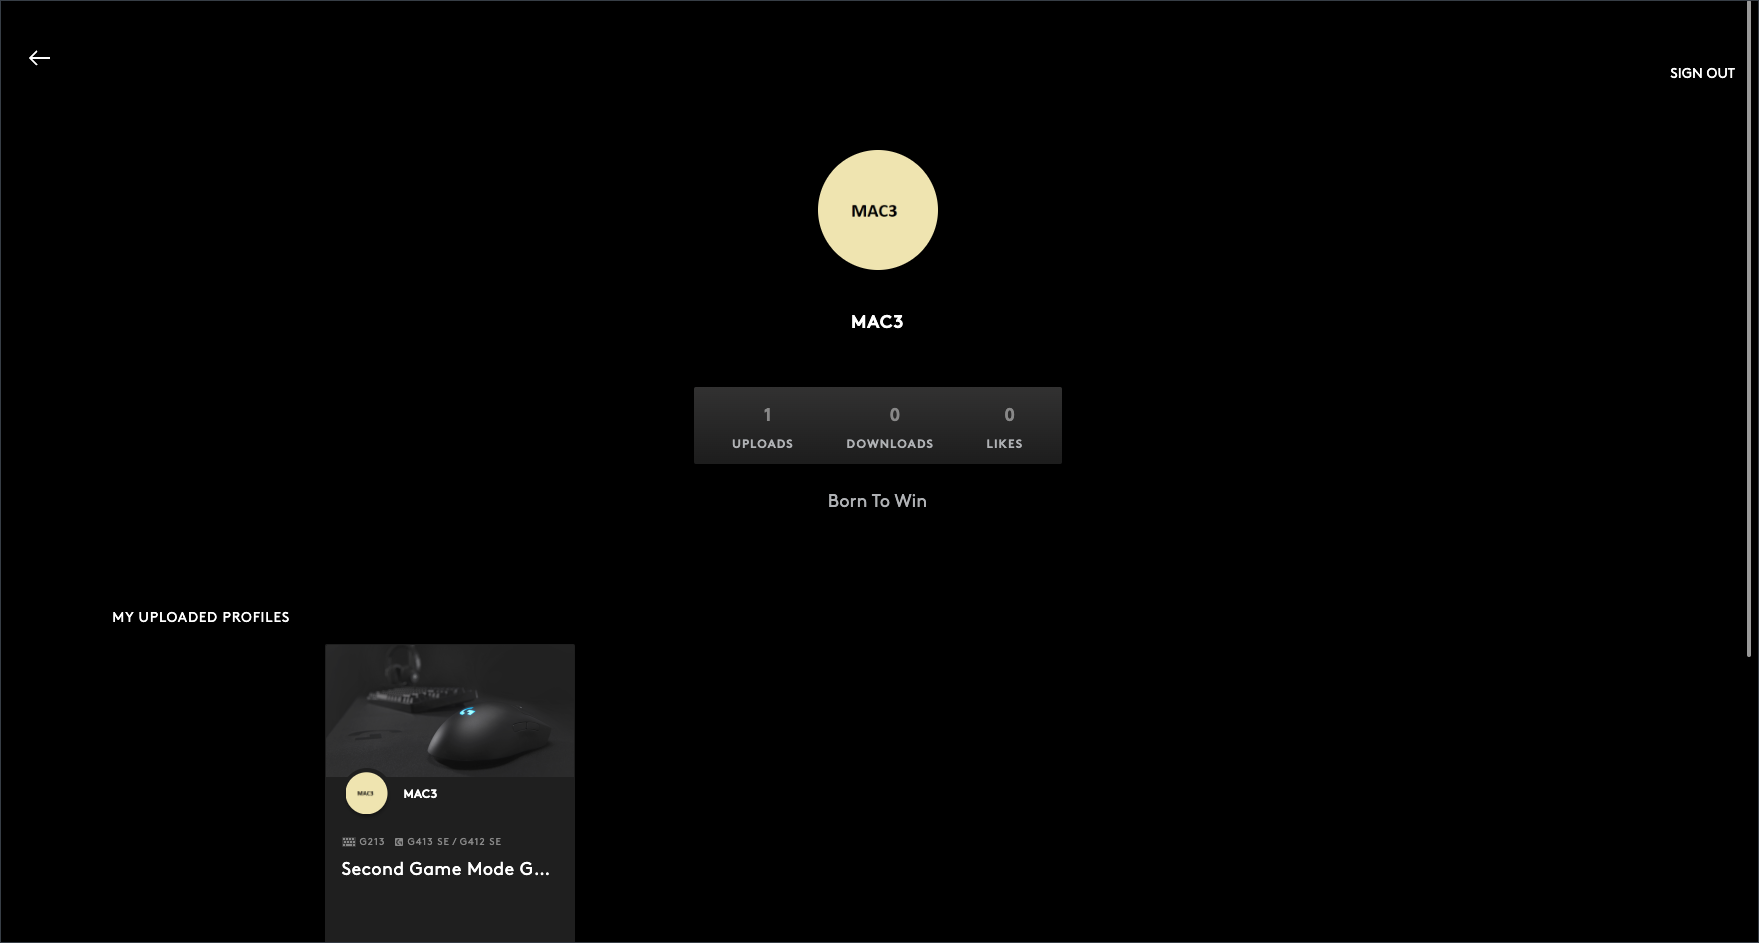 SIGN OUT
MAC3
MAC3
1 0 0
UPLOADS DOWNLOADS LIKES
Born To Win
MY UPLOADED PROFILES
MAC3 MAC3
G213 G413 SE / G412 SE
Second Game Mode G...